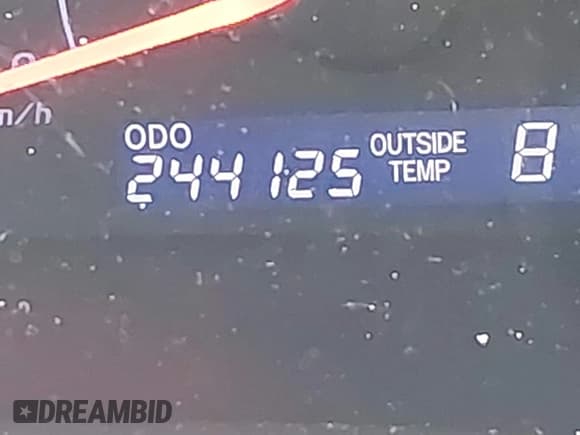 m/h
ODO
244125
OUTSIDE
TEMP
8
DREAMBID